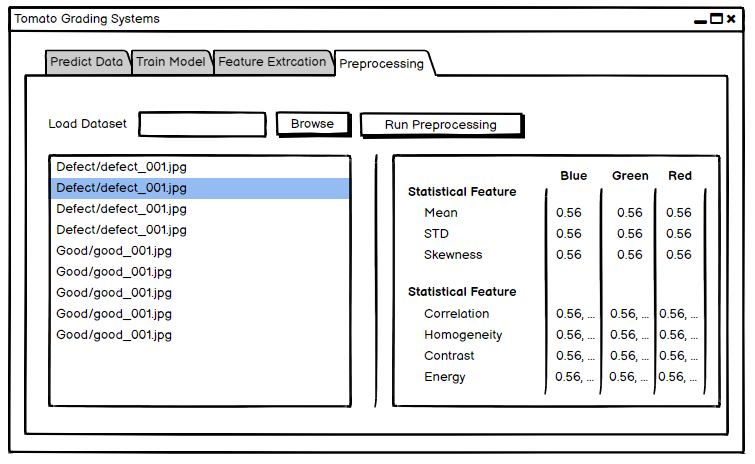 Tomato Grading Systems
Predict Data Train Model Feature Extrcation Preprocessing
Load Dataset Browse Run Preprocessing
Defect/defect_001.jpg
Defect/defect_001.jpg
Defect/defect_001.jpg
Defect/defect_001.jpg
Good/good_001.jpg
Good/good_001.jpg
Good/good_001.jpg
Good/good_001.jpg
Good/good_001.jpg
Blue Green Red
Statistical Feature
Mean 0.56 0.56 0.56
STD 0.56 0.56 0.56
Skewness 0.56 0.56 0.56
Statistical Feature
Correlation 0.56, ... 0.56, ... 0.56, ...
Homogeneity 0.56, ... 0.56, ... 0.56, ...
Contrast 0.56, ... 0.56, ... 0.56, ...
Energy 0.56, ... 0.56, ... 0.56, ...